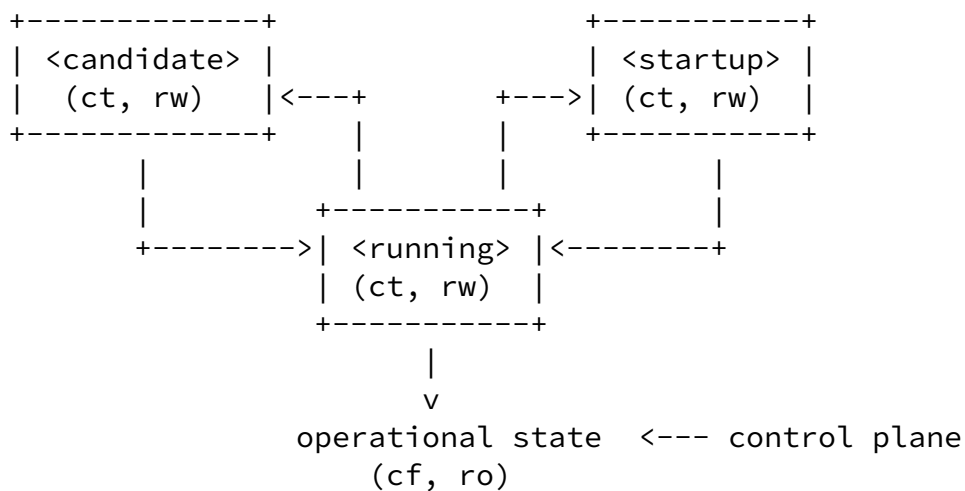 <candidate> <startup>
(ct, rw) (ct, rw)
<running>
(ct, rw)
operational state <--- control plane
(cf, ro)